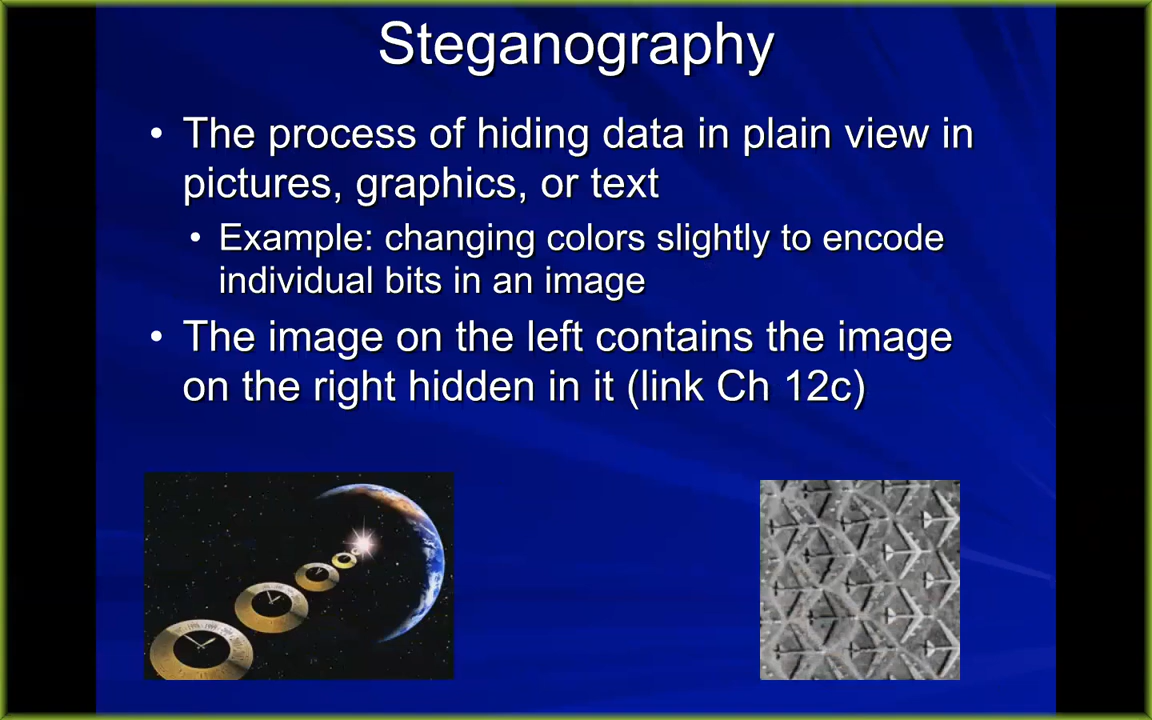 Steganography
• The process of hiding data in plain view in
pictures, graphics, or text
• Example: changing colors slightly to encode
individual bits in an image
• The image on the left contains the image
on the right hidden in it (link Ch 12c)